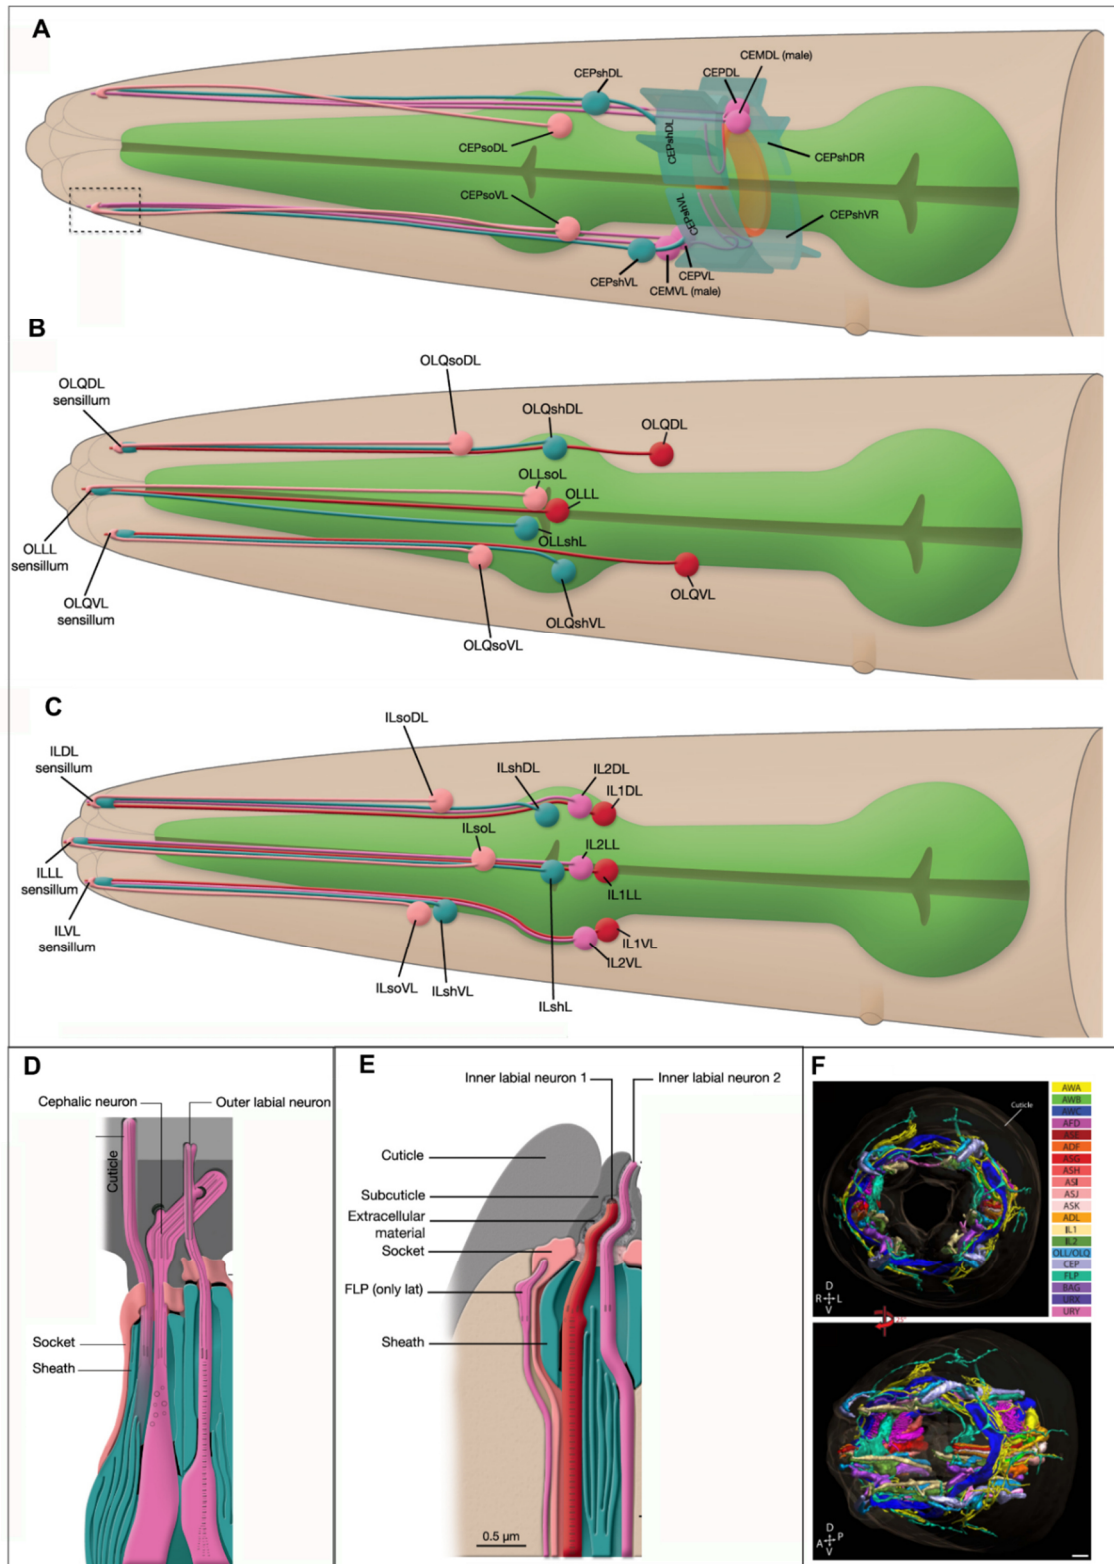 A
CEPshDL
CEPDL
CEMDL (male)
CEPsoDL
CEPshDL
CEPshDR
CEPsoVL
CEPshVL
CEPshVR
CEPshVL
CEPVL
CEMVL (male)
B
OLQDL
sensillum
OLQsoDL
OLQshDL
OLQDL
OLLsoL
OLLL
OLLshL
OLLL
sensillum
OLQVL
sensillum
OLQsoVL
OLQshVL
OLQVL
C
ILDL
sensillum
ILsoDL
ILshDL
IL2DL
IL1DL
ILsoL
IL2LL
IL1LL
ILLL
sensillum
ILVL
sensillum
IL1VL
IL2VL
ILsoVL
ILshVL
ILshL
D
Cephalic neuron
Outer labial neuron
Cuticle
Socket
Sheath
E
Inner labial neuron 1
Inner labial neuron 2
Cuticle
Subcuticle
Extracellular
material
Socket
FLP (only lat)
Sheath
0.5 µm
F
Cuticle
AWA
AWB
AWC
AFD
ASE
ADF
ASG
ASH
ASI
ASJ
ASK
ADL
IL1
IL2
OLL/OLQ
CEP
FLP
BAG
URX
URY
D
R L
V
D
A P
V